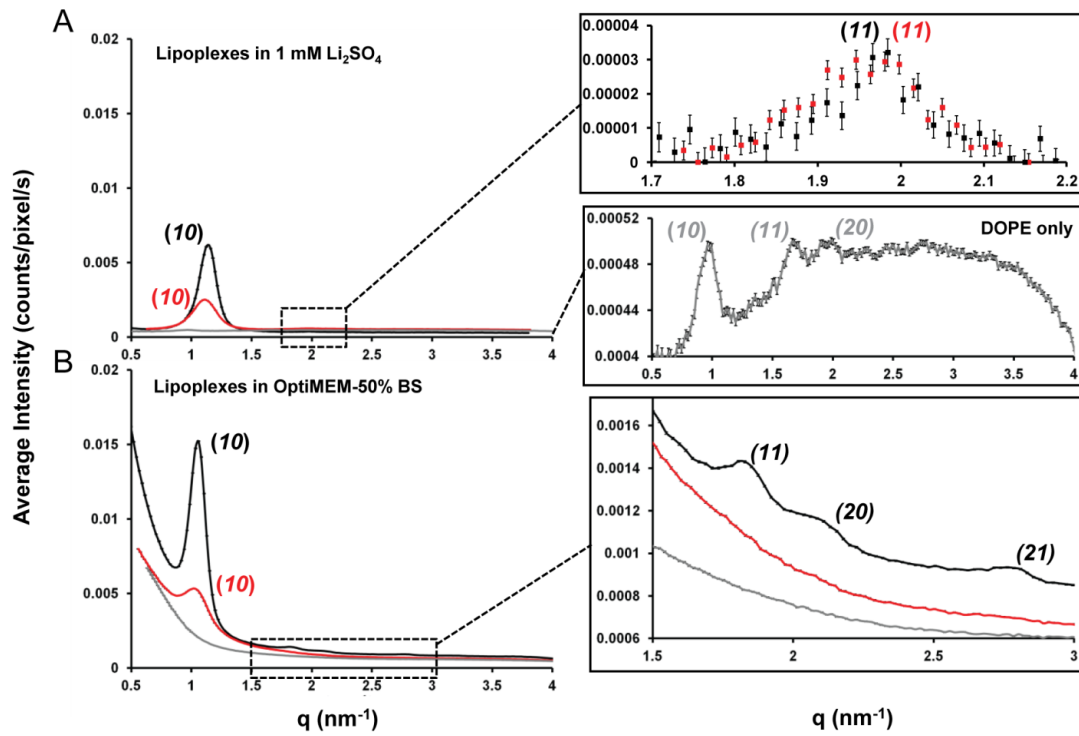 A
Lipoplexes in 1 mM Li₂SO₄
0.02
0.015
0.01
0.005
0
(10)
(10)
0.5 1 1.5 2 2.5 3 3.5 4
(11) (11)
0.00004
0.00003
0.00002
0.00001
0
1.7 1.8 1.9 2 2.1 2.2
DOPE only
(10) (11) (20)
0.00052
0.00048
0.00044
0.0004
0.5 1 1.5 2 2.5 3 3.5 4
B
Lipoplexes in OptiMEM-50% BS
0.02
0.015
0.01
0.005
0
(10)
(10)
0.5 1 1.5 2 2.5 3 3.5 4
0.0016
0.0014
0.0012
0.001
0.0008
0.0006
(11)
(20)
(21)
1.5 2 2.5 3
Average Intensity (counts/pixel/s)
q (nm⁻¹) q (nm⁻¹)